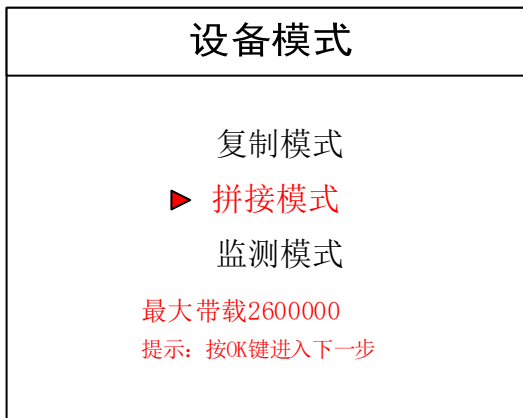 设备模式
复制模式
拼接模式
监测模式
最大带载2600000
提示：按OK键进入下一步